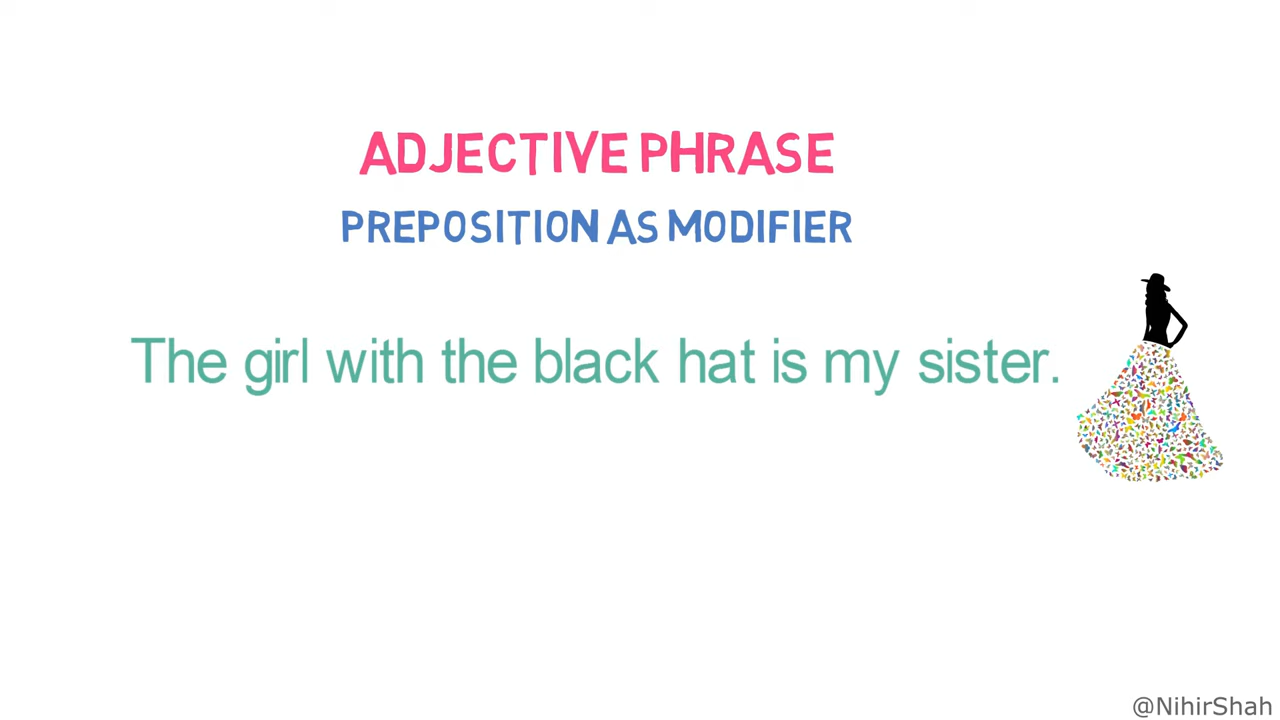 ADJECTIVE PHRASE
PREPOSITION AS MODIFIER
The girl with the black hat is my sister.
@NihirShah